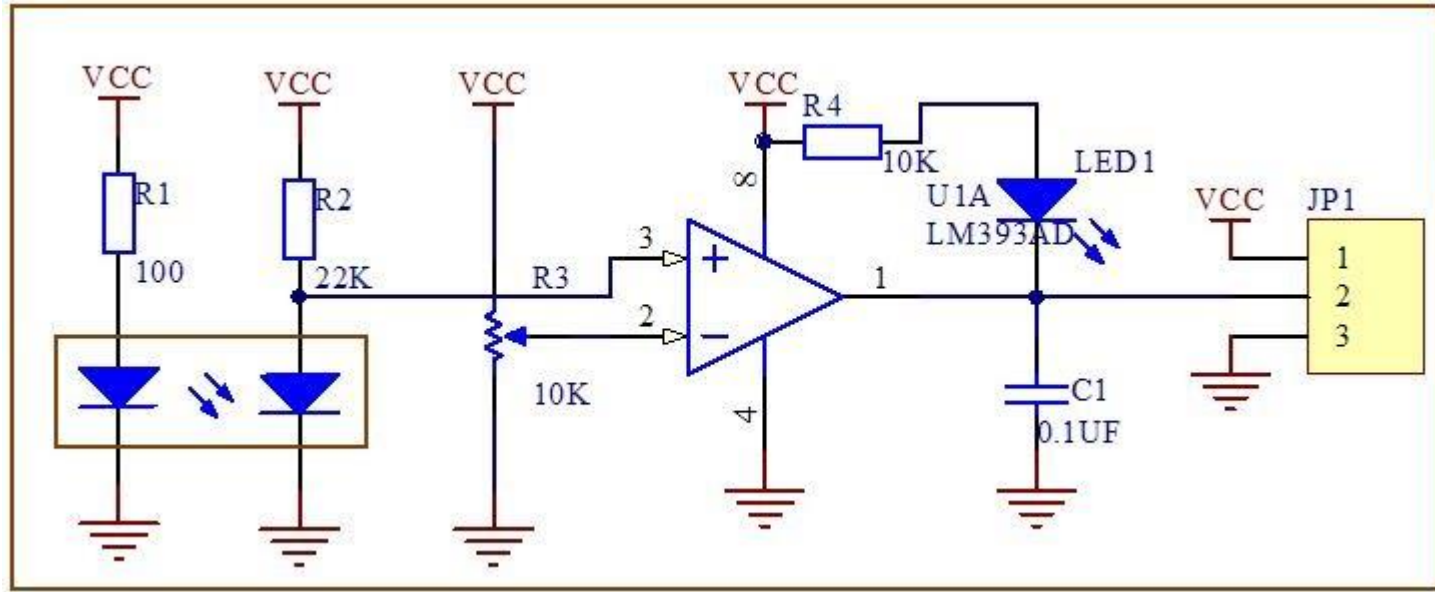 VCC
VCC
VCC
VCC
R4
10K
LED1
8
U1A
LM393AD
R1
100
R2
22K
R3
10K
3
+
2
−
1
4
VCC
JP1
1
2
3
C1
0.1UF